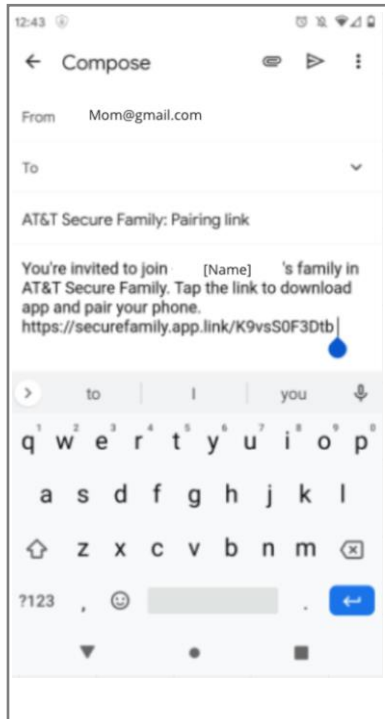 12:43
Compose
From Mom@gmail.com
To
AT&T Secure Family: Pairing link
You're invited to join [Name] 's family in
AT&T Secure Family. Tap the link to download
app and pair your phone.
https://securefamily.app.link/K9vsS0F3Dtb
to I you
1 2 3 4 5 6 7 8 9 0
q w e r t y u i o p
a s d f g h j k l
z x c v b n m
?123 , .